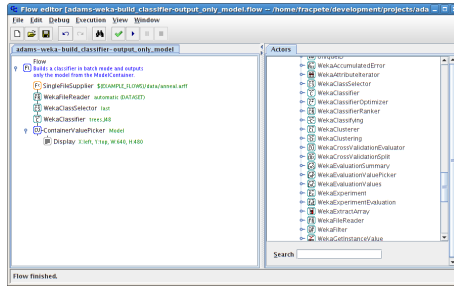 Flow editor [adams-weka-build_classifier-output_only_model.flow — /home/fracpete/development/projects/ada
File Edit Debug Execution View Window
adams-weka-build_classifier-output_only_model
Flow
Builds a classifier in batch mode and outputs
only the model from the ModelContainer.
SingleFileSupplier ${EXAMPLE_FLOWS}/data/anneal.arff
WekaFileReader automatic (DATASET)
WekaClassSelector last
WekaClassifier trees.J48
ContainerValuePicker Model
Display X:left, Y:top, W:640, H:480
Actors
WekaAccumulatedError
WekaAttributeIterator
WekaClassSelector
WekaClassifier
WekaClassifierOptimizer
WekaClassifierRanker
WekaClassifying
WekaClusterer
WekaClustering
WekaCrossValidationEvaluator
WekaCrossValidationSplit
WekaEvaluationSummary
WekaEvaluationValuePicker
WekaEvaluationValues
WekaExperiment
WekaExperimentEvaluation
WekaExtractArray
WekaFileReader
WekaFilter
WekaGetInstanceValue
Search
Flow finished.